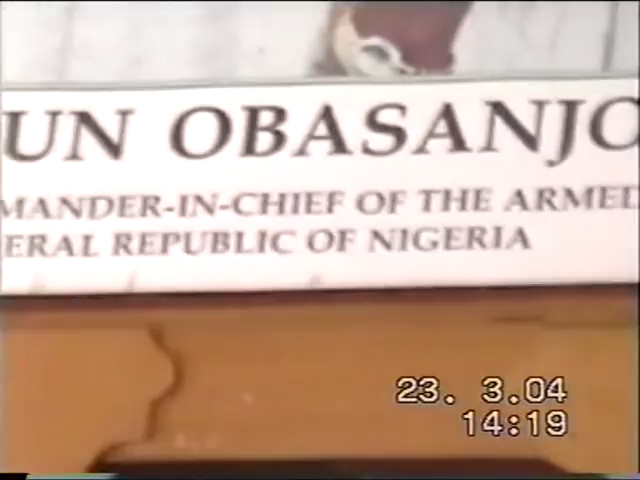 UN OBASANJO
MANDER-IN-CHIEF OF THE ARMED
ERAL REPUBLIC OF NIGERIA
23. 3.04
14:19